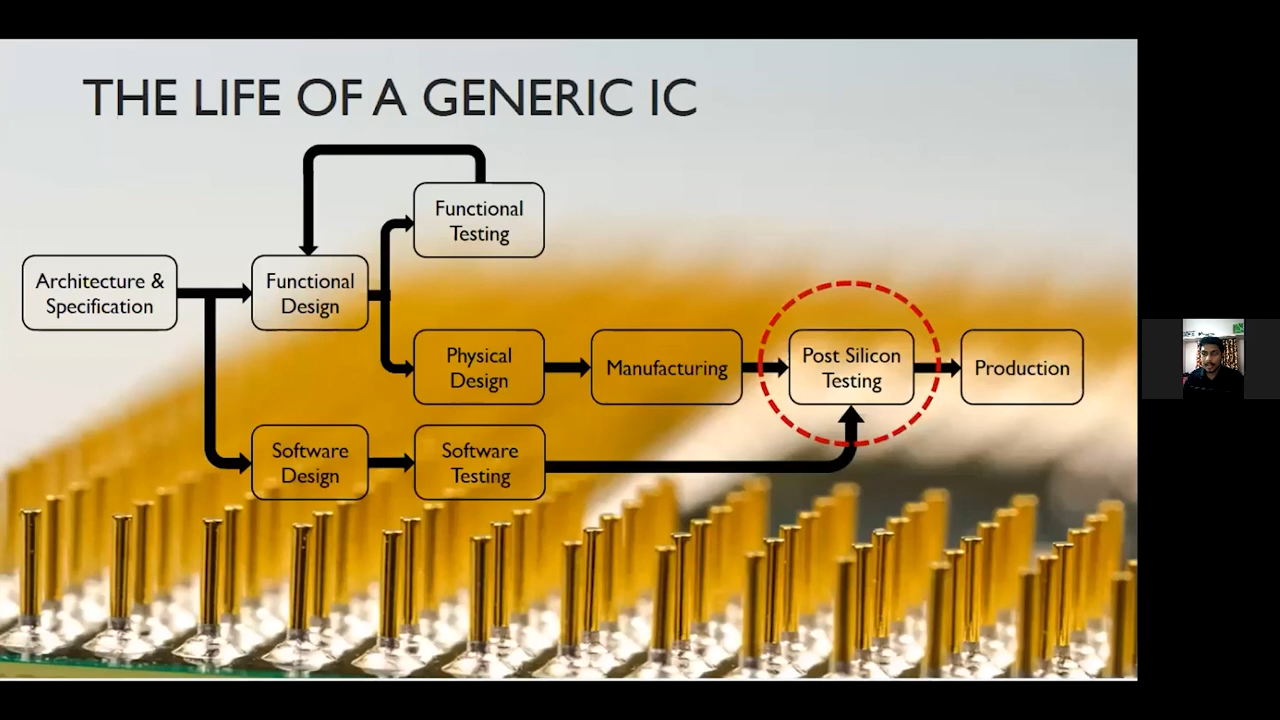 THE LIFE OF A GENERIC IC
Functional
Testing
Architecture &
Specification
Functional
Design
Physical
Design
Manufacturing
Post Silicon
Testing
Production
Software
Design
Software
Testing